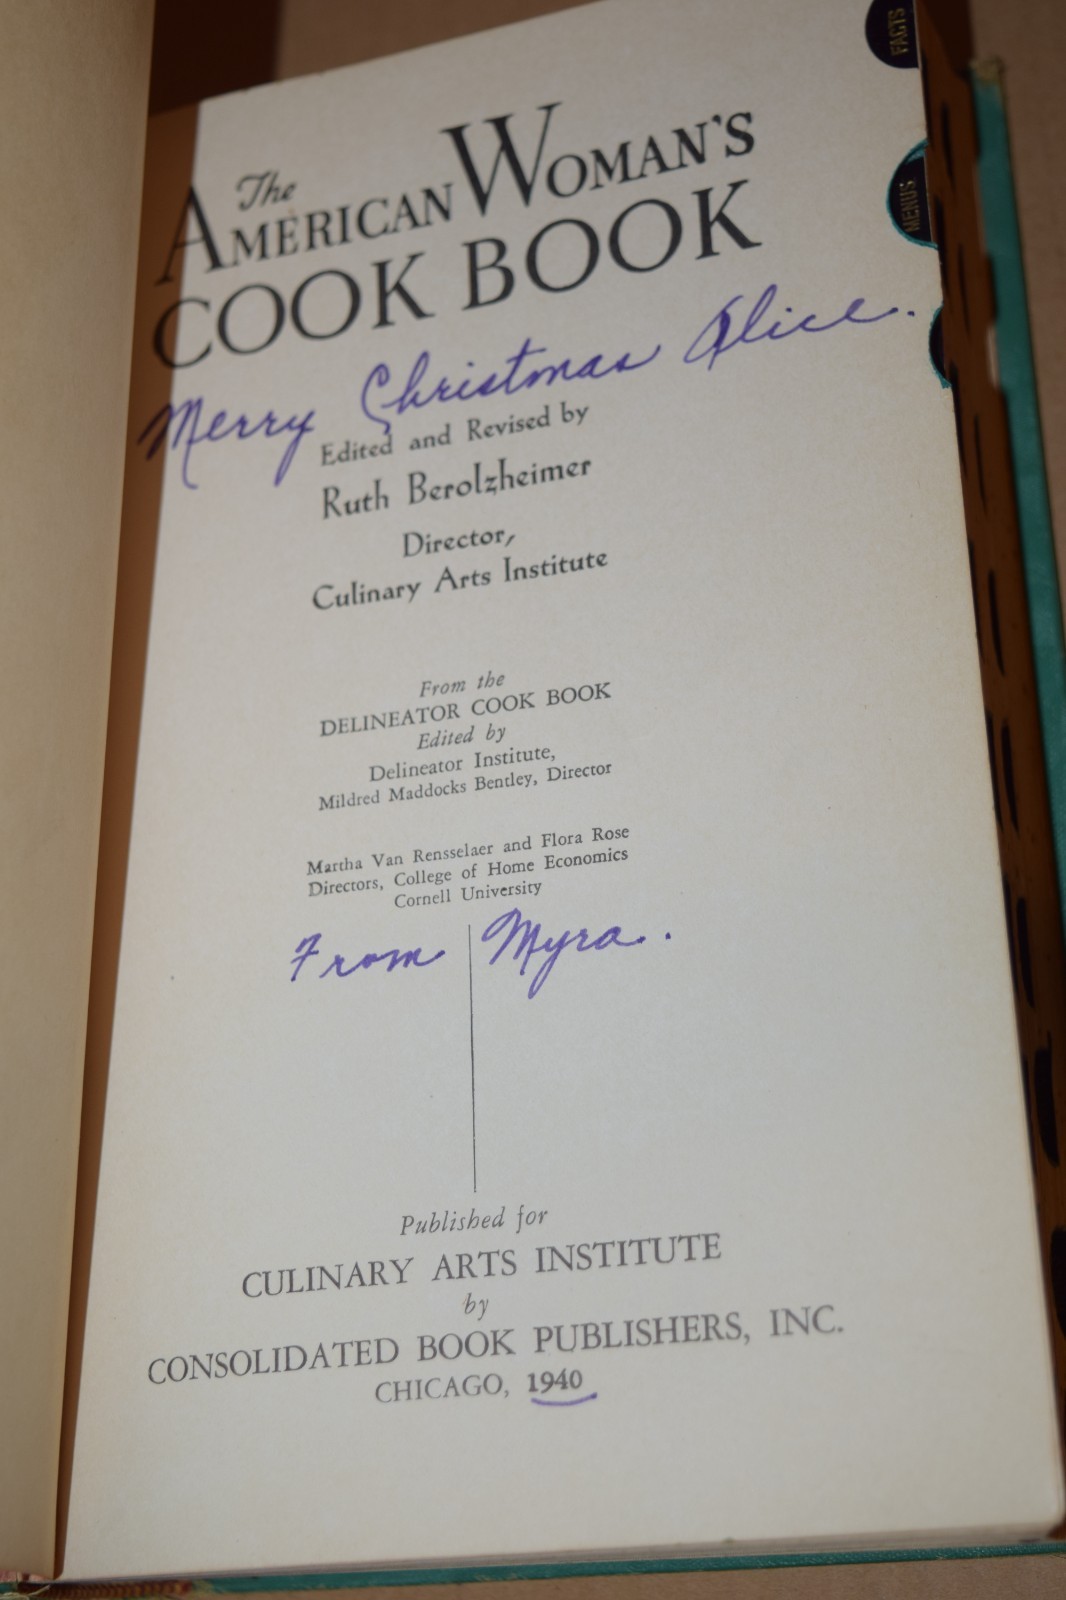 FACTS
MENUS
The
AMERICAN WOMAN'S
COOK BOOK
Merry Christmas Alice.
Edited and Revised by
Ruth Berolzheimer
Director,
Culinary Arts Institute
From the
DELINEATOR COOK BOOK
Edited by
Delineator Institute,
Mildred Maddocks Bentley, Director
Martha Van Rensselaer and Flora Rose
Directors, College of Home Economics
Cornell University
From Myra.
Published for
CULINARY ARTS INSTITUTE
by
CONSOLIDATED BOOK PUBLISHERS, INC.
CHICAGO, 1940